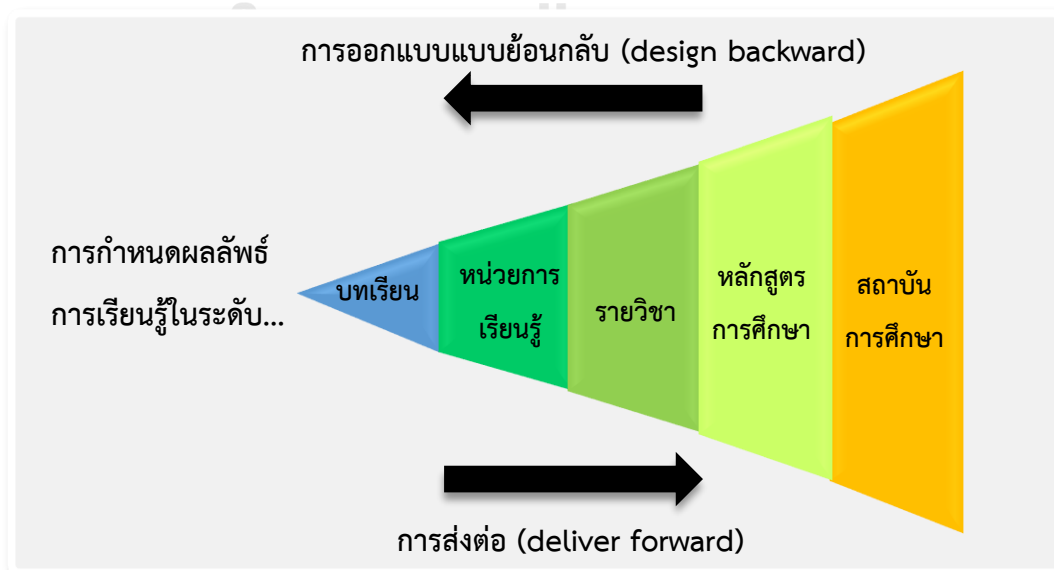 การออกแบบแบบย้อนกลับ (design backward)
การกำหนดผลลัพธ์
การเรียนรู้ในระดับ...
บทเรียน
หน่วยการ
เรียนรู้
รายวิชา
หลักสูตร
การศึกษา
สถาบัน
การศึกษา
การส่งต่อ (deliver forward)